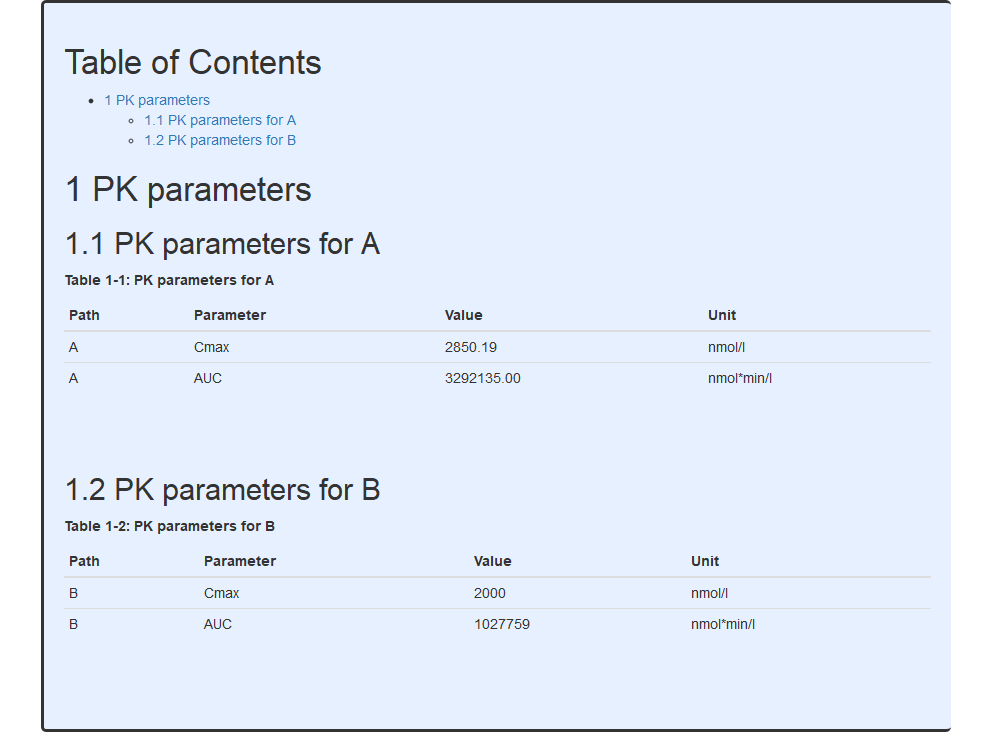 Table of Contents
1 PK parameters
1.1 PK parameters for A
1.2 PK parameters for B
1 PK parameters
1.1 PK parameters for A
Table 1-1: PK parameters for A
Path Parameter Value Unit
A Cmax 2850.19 nmol/l
A AUC 3292135.00 nmol*min/l
1.2 PK parameters for B
Table 1-2: PK parameters for B
Path Parameter Value Unit
B Cmax 2000 nmol/l
B AUC 1027759 nmol*min/l